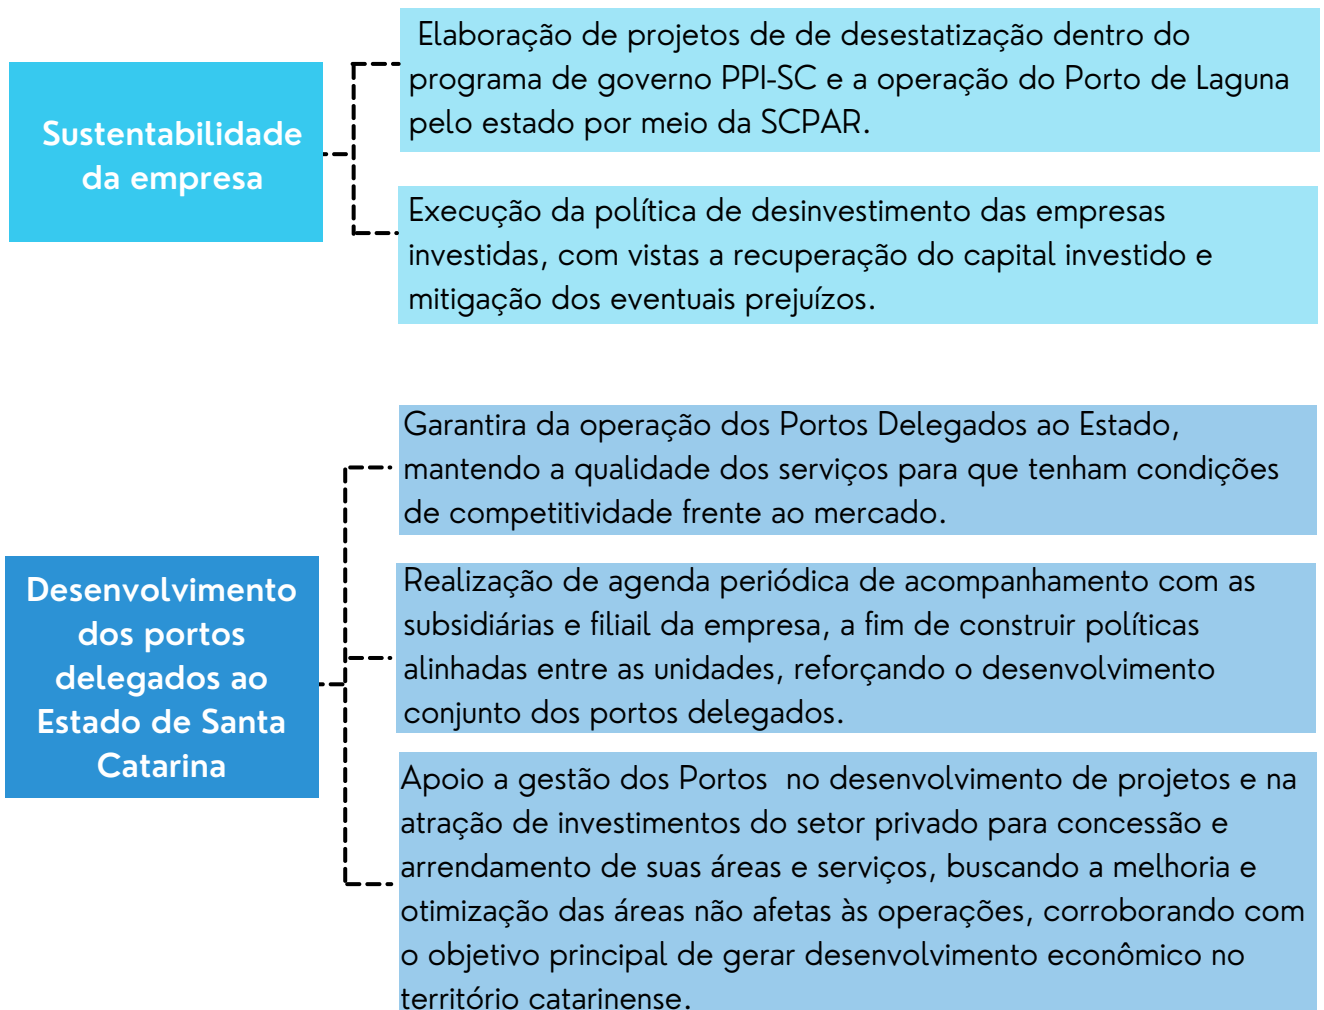 Sustentabilidade
da empresa
Elaboração de projetos de de desestatização dentro do
programa de governo PPI-SC e a operação do Porto de Laguna
pelo estado por meio da SCPAR.
Execução da política de desinvestimento das empresas
investidas, com vistas a recuperação do capital investido e
mitigação dos eventuais prejuízos.
Desenvolvimento
dos portos
delegados ao
Estado de Santa
Catarina
Garantira da operação dos Portos Delegados ao Estado,
mantendo a qualidade dos serviços para que tenham condições
de competitividade frente ao mercado.
Realização de agenda periódica de acompanhamento com as
subsidiárias e filiail da empresa, a fim de construir políticas
alinhadas entre as unidades, reforçando o desenvolvimento
conjunto dos portos delegados.
Apoio a gestão dos Portos  no desenvolvimento de projetos e na
atração de investimentos do setor privado para concessão e
arrendamento de suas áreas e serviços, buscando a melhoria e
otimização das áreas não afetas às operações, corroborando com
o objetivo principal de gerar desenvolvimento econômico no
território catarinense.